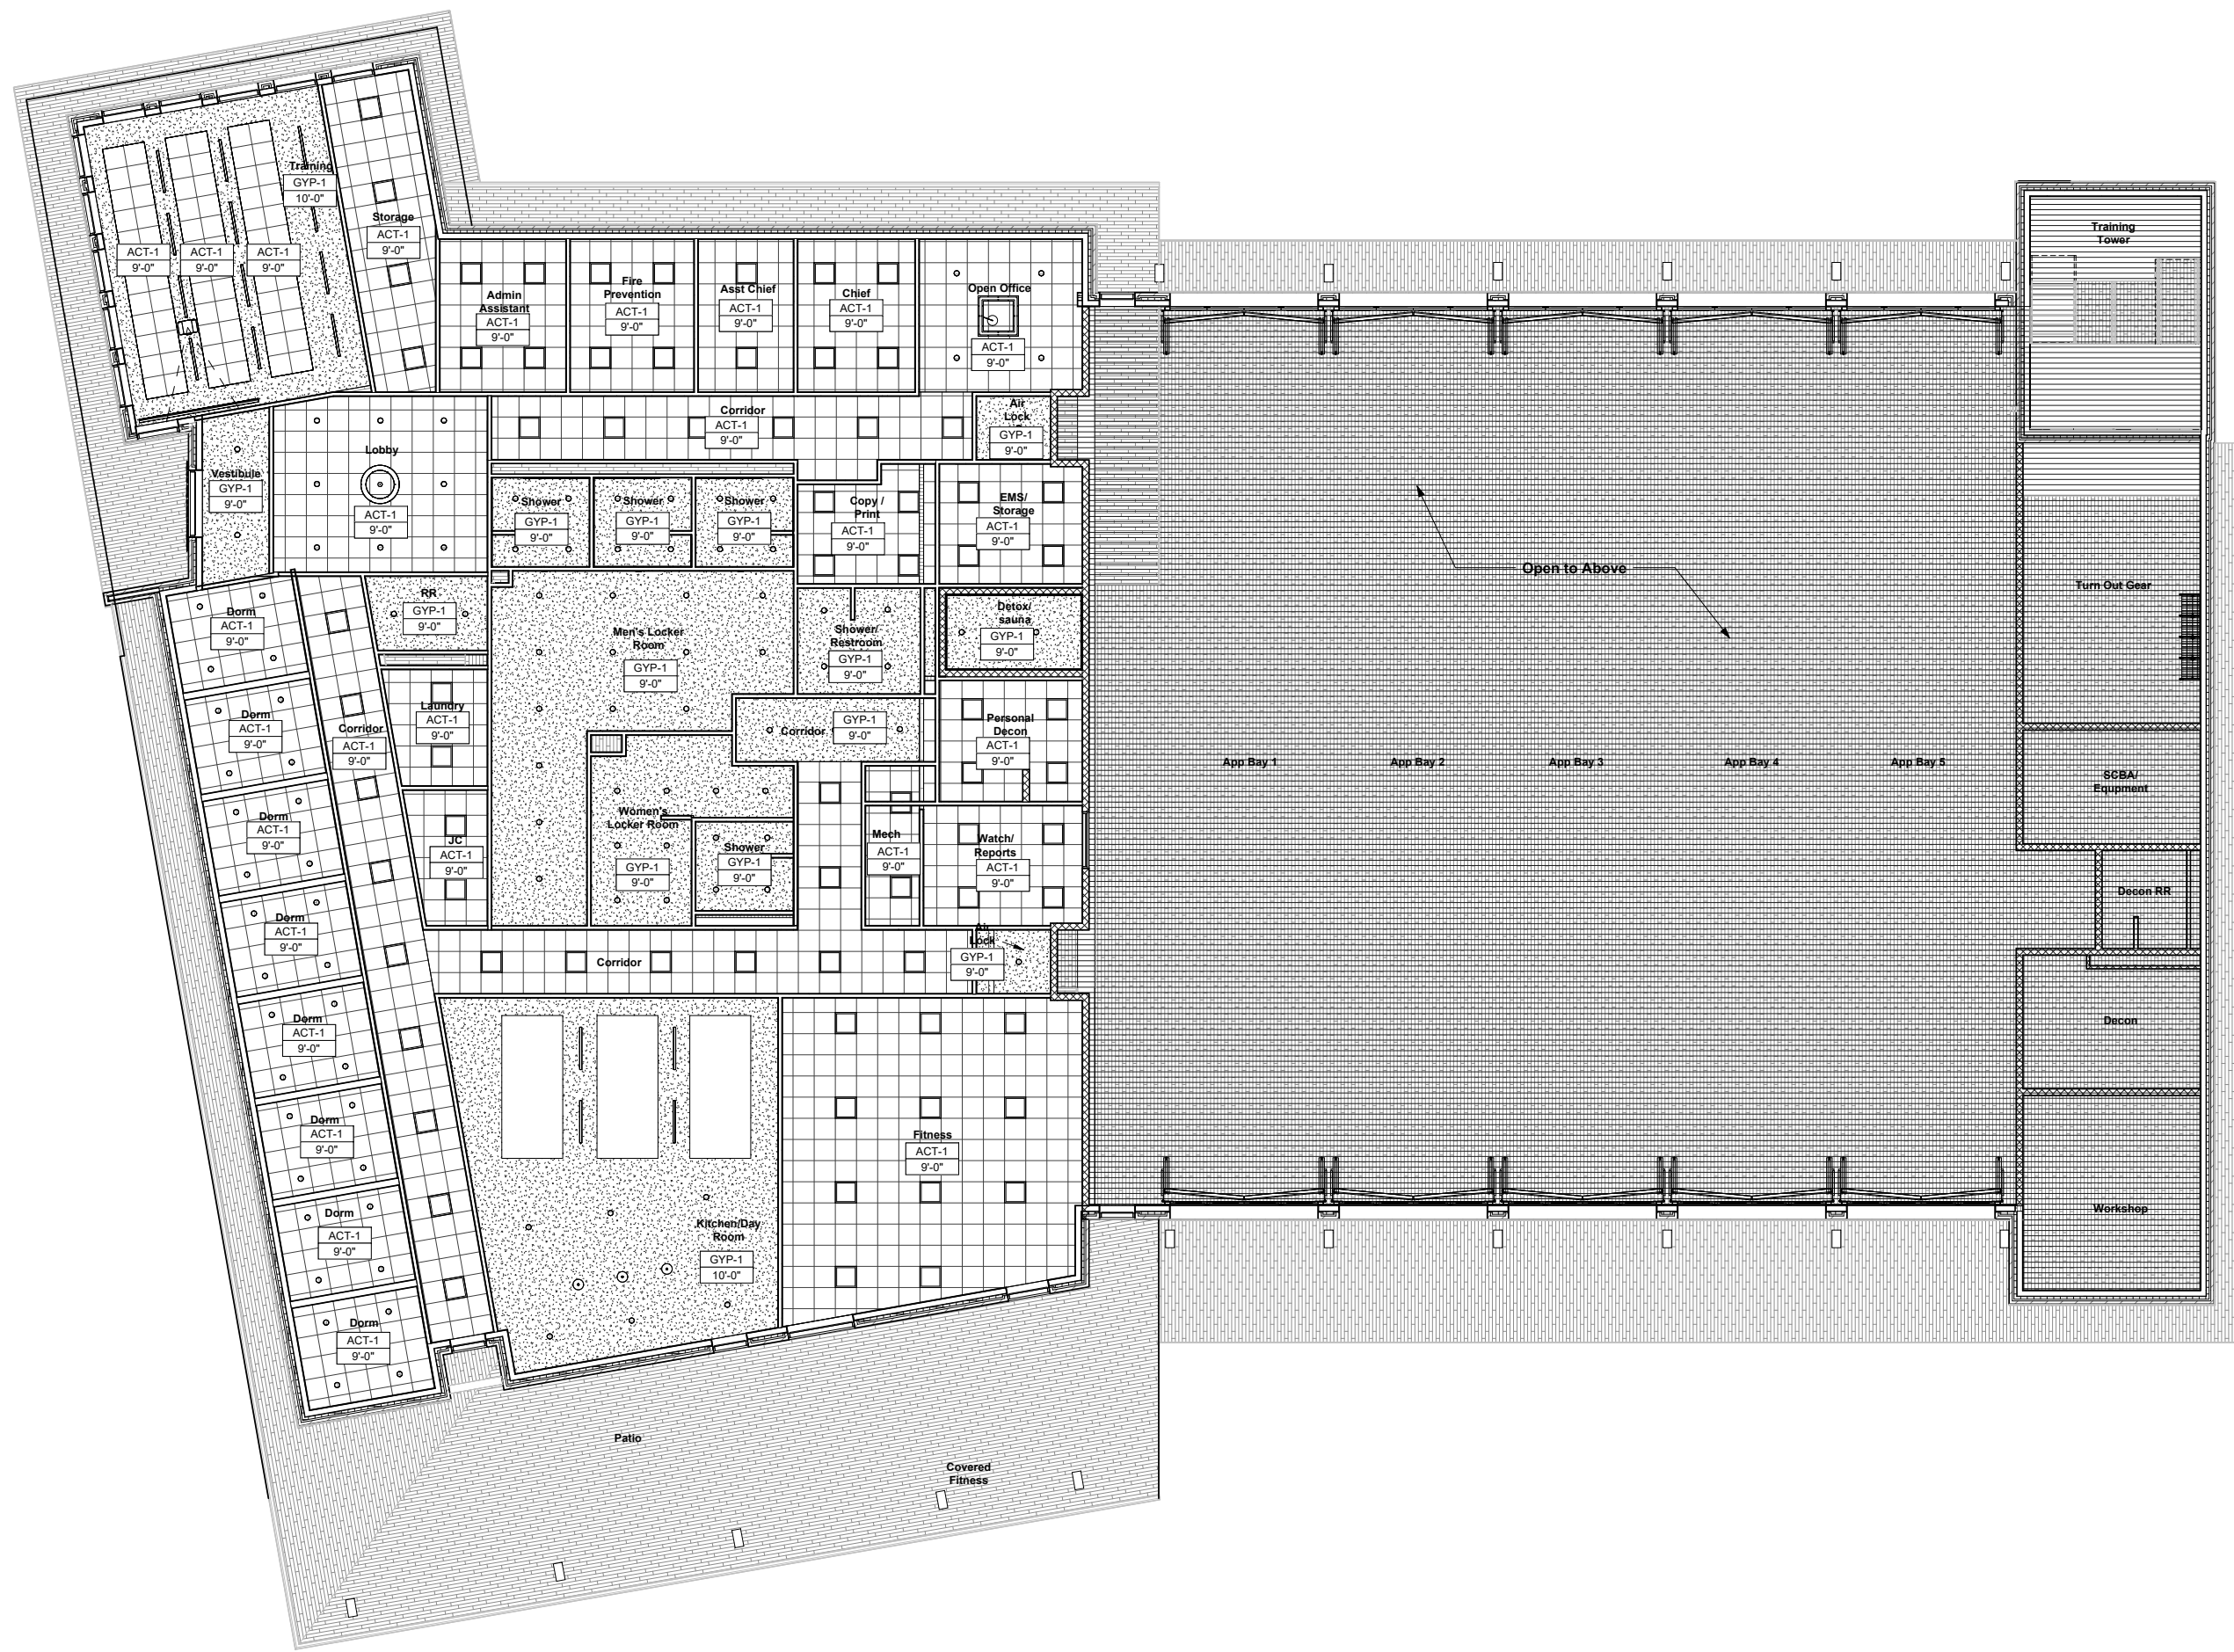 Training
GYP-1
10'-0"
ACT-1
9'-0"
ACT-1
9'-0"
ACT-1
9'-0"
Storage
ACT-1
9'-0"
Admin
Assistant
ACT-1
9'-0"
Fire
Prevention
ACT-1
9'-0"
Asst Chief
ACT-1
9'-0"
Chief
ACT-1
9'-0"
Open Office
ACT-1
9'-0"
Training
Tower
Corridor
ACT-1
9'-0"
Air
Lock
GYP-1
9'-0"
Lobby
ACT-1
9'-0"
Vestibule
GYP-1
9'-0"
Shower
GYP-1
9'-0"
Shower
GYP-1
9'-0"
Shower
GYP-1
9'-0"
Copy /
Print
ACT-1
9'-0"
EMS/
Storage
ACT-1
9'-0"
Open to Above
Turn Out Gear
Dorm
ACT-1
9'-0"
RR
GYP-1
9'-0"
Men's Locker
Room
GYP-1
9'-0"
Shower/
Restroom
GYP-1
9'-0"
Detox/
sauna
GYP-1
9'-0"
Dorm
ACT-1
9'-0"
Corridor
ACT-1
9'-0"
Laundry
ACT-1
9'-0"
Corridor
GYP-1
9'-0"
Personal
Decon
ACT-1
9'-0"
App Bay 1
App Bay 2
App Bay 3
App Bay 4
App Bay 5
SCBA/
Equpment
Dorm
ACT-1
9'-0"
JC
ACT-1
9'-0"
Women's
Locker Room
GYP-1
9'-0"
Shower
GYP-1
9'-0"
Mech
ACT-1
9'-0"
Watch/
Reports
ACT-1
9'-0"
Decon RR
Dorm
ACT-1
9'-0"
Corridor
Air
Lock
GYP-1
9'-0"
Dorm
ACT-1
9'-0"
Decon
Dorm
ACT-1
9'-0"
Fitness
ACT-1
9'-0"
Dorm
ACT-1
9'-0"
Kitchen/Day
Room
GYP-1
10'-0"
Workshop
Dorm
ACT-1
9'-0"
Patio
Covered
Fitness